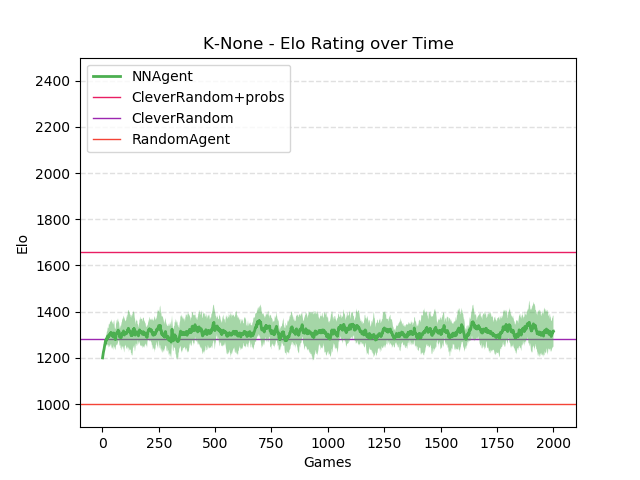 K-None - Elo Rating over Time
NNAgent
CleverRandom+probs
CleverRandom
RandomAgent
2400
2200
2000
1800
1600
1400
1200
1000
Elo
0 250 500 750 1000 1250 1500 1750 2000
Games